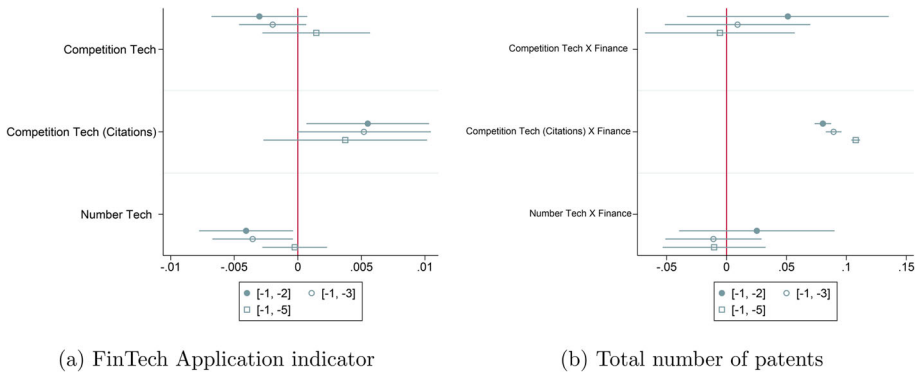 Competition Tech
Competition Tech (Citations)
Number Tech
-.01 -.005 0 .005 .01
[-1, -2] [-1, -3]
[-1, -5]
(a) FinTech Application indicator
Competition Tech X Finance
Competition Tech (Citations) X Finance
Number Tech X Finance
-.05 0 .05 .1 .15
[-1, -2] [-1, -3]
[-1, -5]
(b) Total number of patents